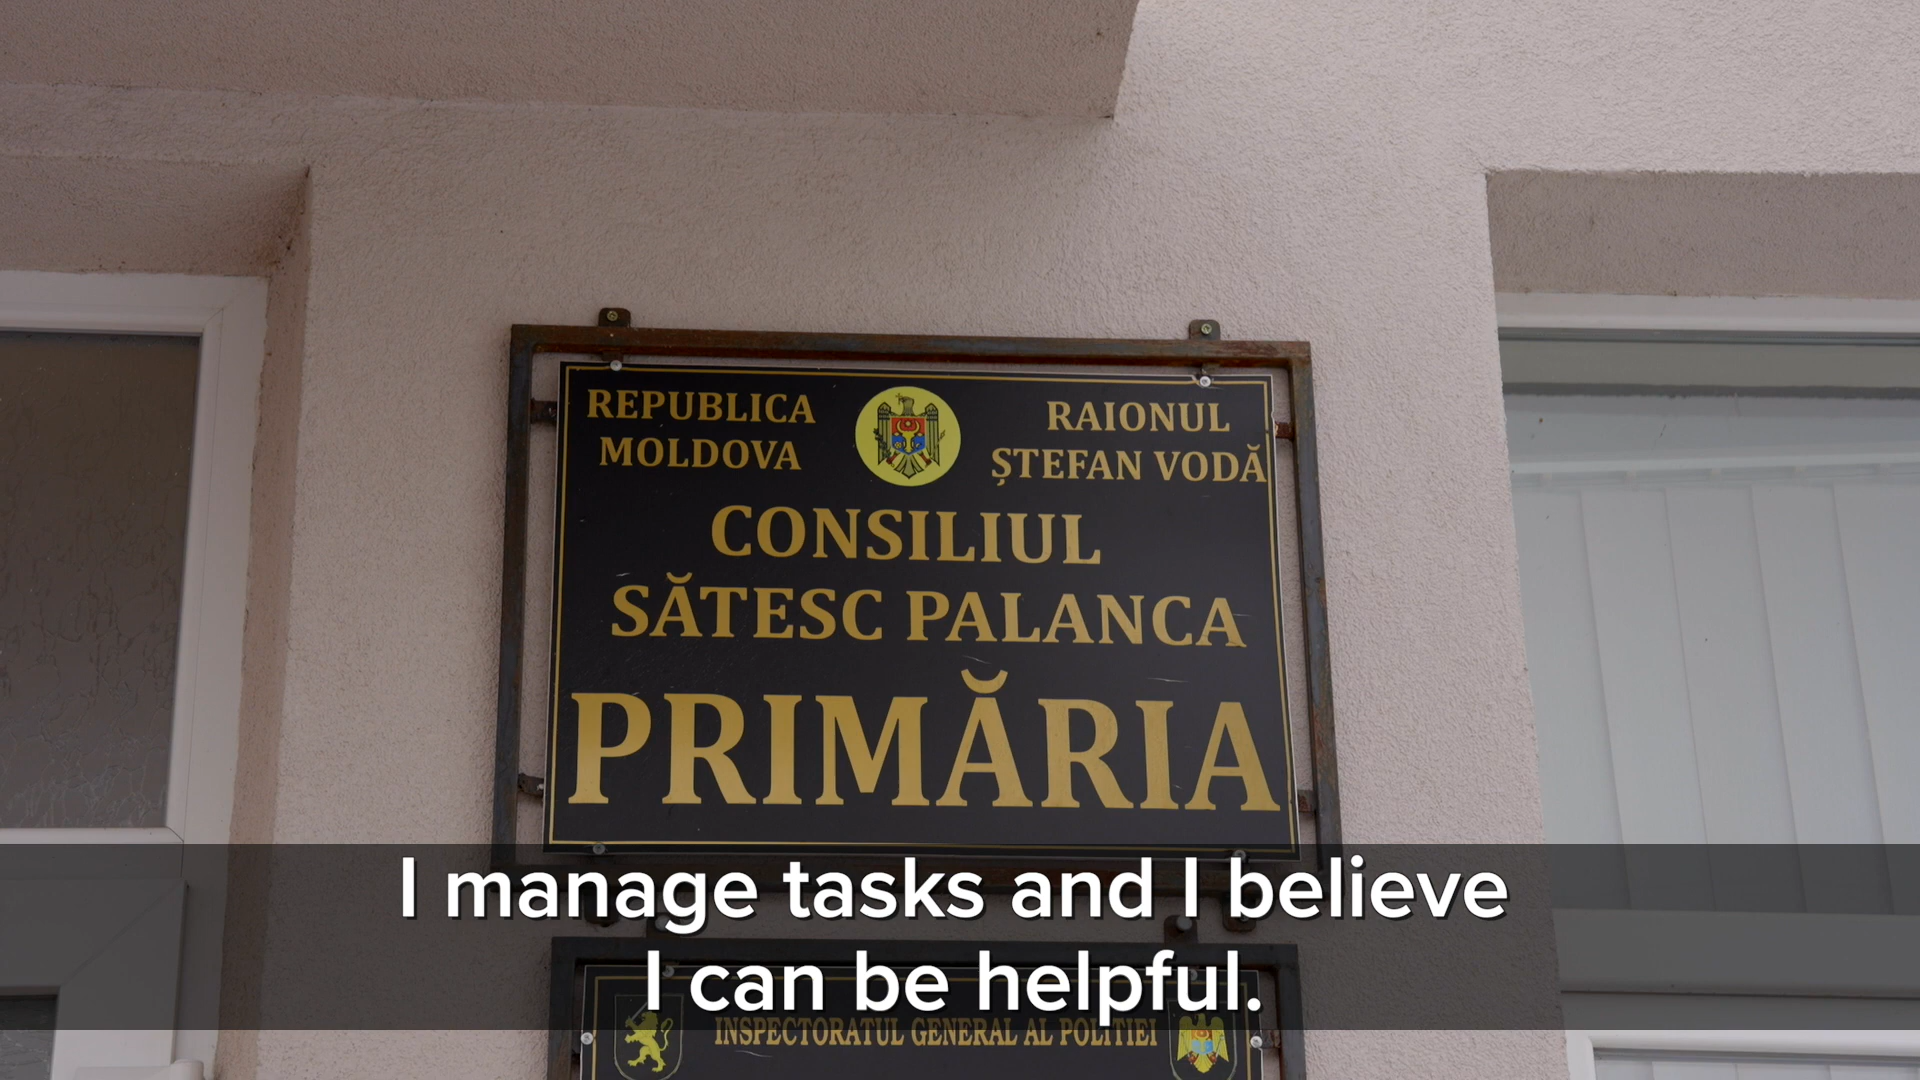 REPUBLICA
MOLDOVA
RAIONUL
ȘTEFAN VODĂ
CONSILIUL
SĂTESC PALANCA
PRIMĂRIA
I manage tasks and I believe
I can be helpful.
INSPECTORATUL GENERAL AL POLIȚIEI